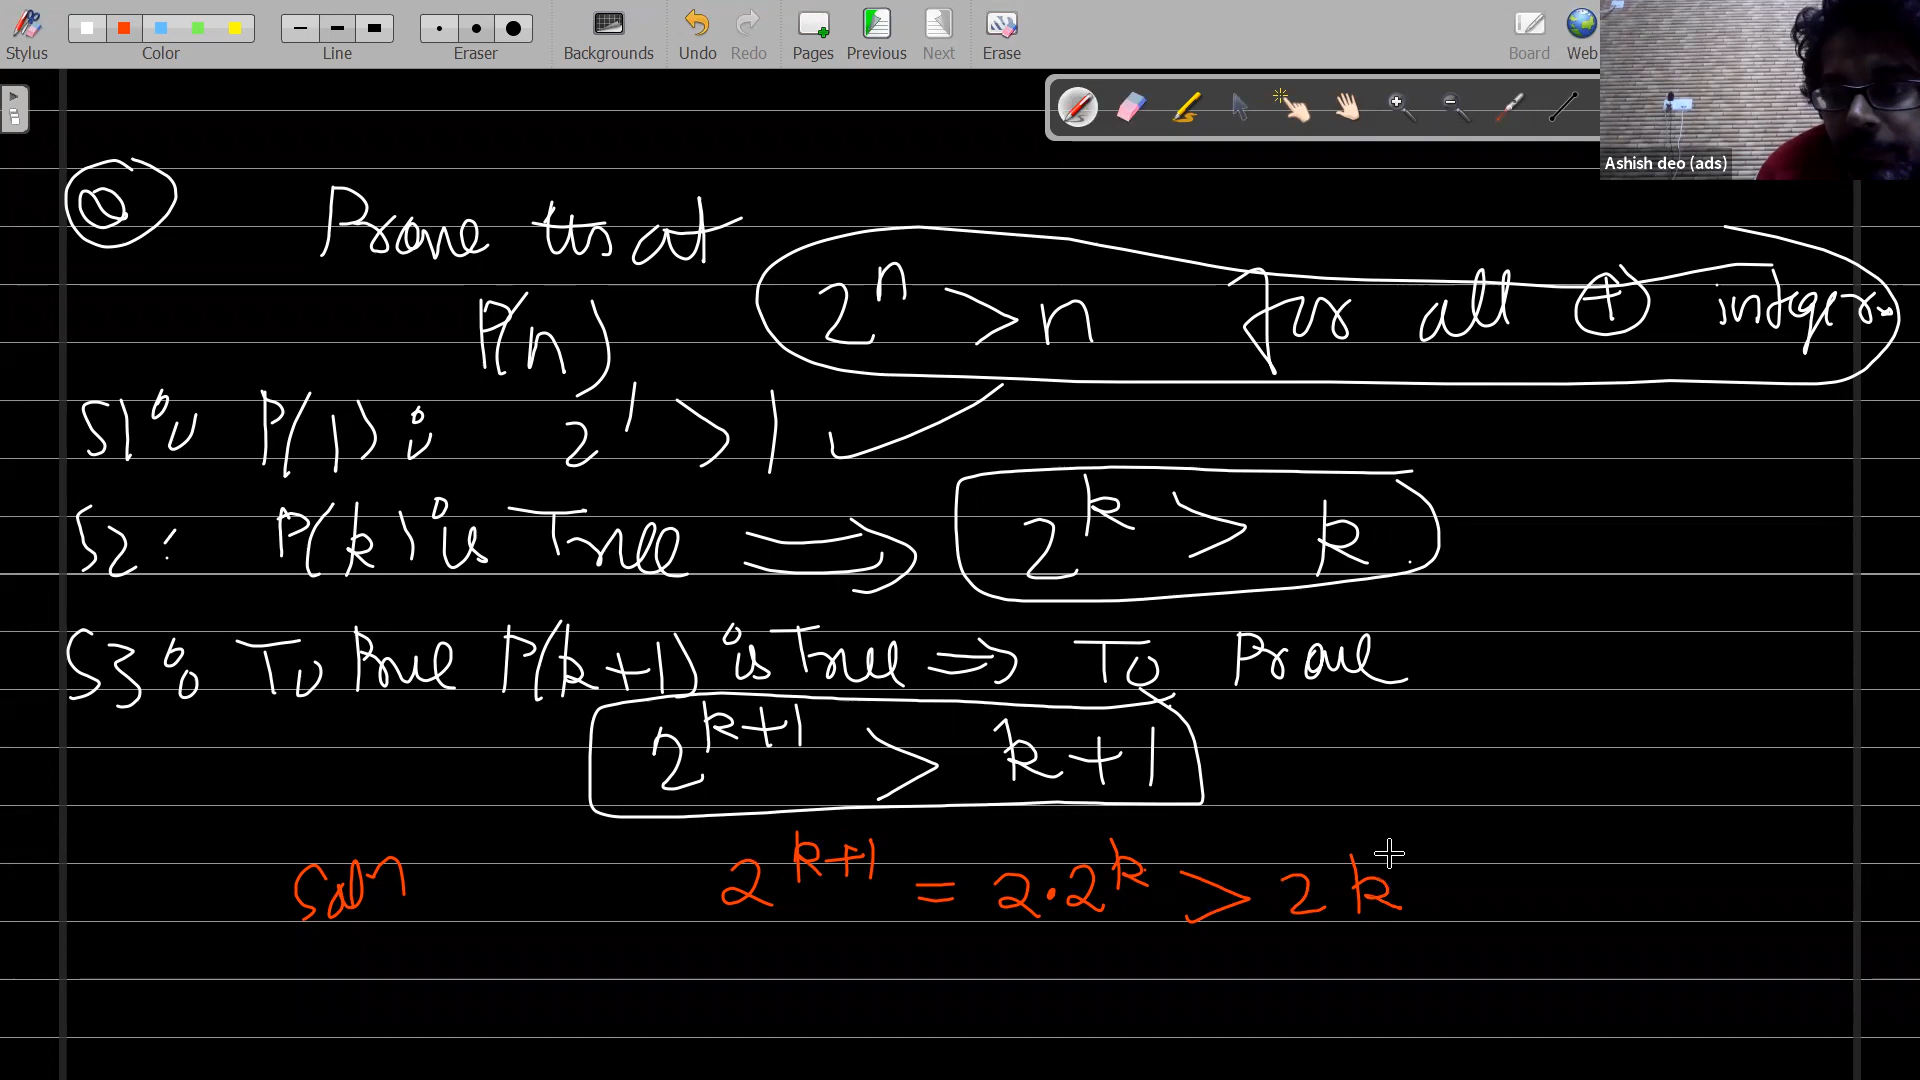 Stylus Color Line Eraser Backgrounds Undo Redo Pages Previous Next Erase Board Web
Ashish deo (ads)
Q Prove that
P(n) 2^n > n for all + integers
S1: P(1): 2^1 > 1 ✓
S2: P(k) is True ⟹ 2^k > k.
S3: To Prove P(k+1) is True ⟹ To Prove
2^{k+1} > k+1
Soln 2^{k+1} = 2·2^k > 2k